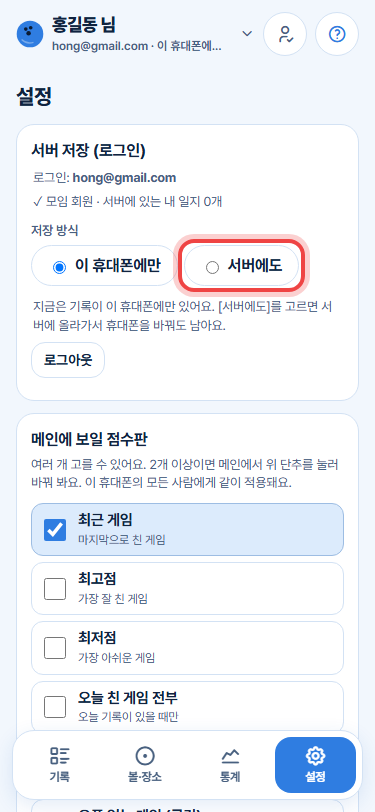 홍길동 님
hong@gmail.com · 이 휴대폰에...
설정
서버 저장 (로그인)
로그인: hong@gmail.com
✓ 모임 회원 · 서버에 있는 내 일지 0개
저장 방식
이 휴대폰에만
서버에도
지금은 기록이 이 휴대폰에만 있어요. [서버에도]를 고르면 서
버에 올라가서 휴대폰을 바꿔도 남아요.
로그아웃
메인에 보일 점수판
여러 개 고를 수 있어요. 2개 이상이면 메인에서 위 단추를 눌러
바꿔 봐요. 이 휴대폰의 모든 사람에게 같이 적용돼요.
최근 게임
마지막으로 친 게임
최고점
가장 잘 친 게임
최저점
가장 아쉬운 게임
오늘 친 게임 전부
오늘 기록이 있을 때만
기록
볼·장소
통계
설정